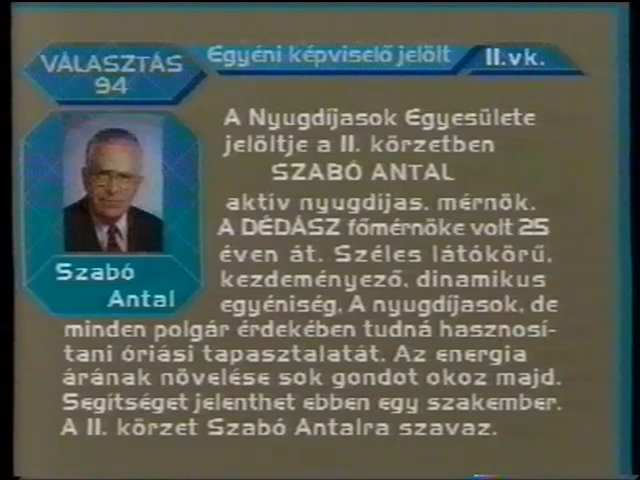 VÁLASZTÁS
94
Egyéni képviselő jelölt
II.vk.
A Nyugdíjasok Egyesülete
jelöltje a II. körzetben
SZABÓ ANTAL
aktív nyugdíjas. mérnök.
A DÉDÁSZ főmérnöke volt 25
éven át. Széles látókörű,
kezdeményező, dinamikus
egyéniség. A nyugdíjasok, de
minden polgár érdekében tudná hasznosí-
tani óriási tapasztalatát. Az energia
árának növelése sok gondot okoz majd.
Segítséget jelenthet ebben egy szakember.
A II. körzet Szabó Antalra szavaz.
Szabó
Antal